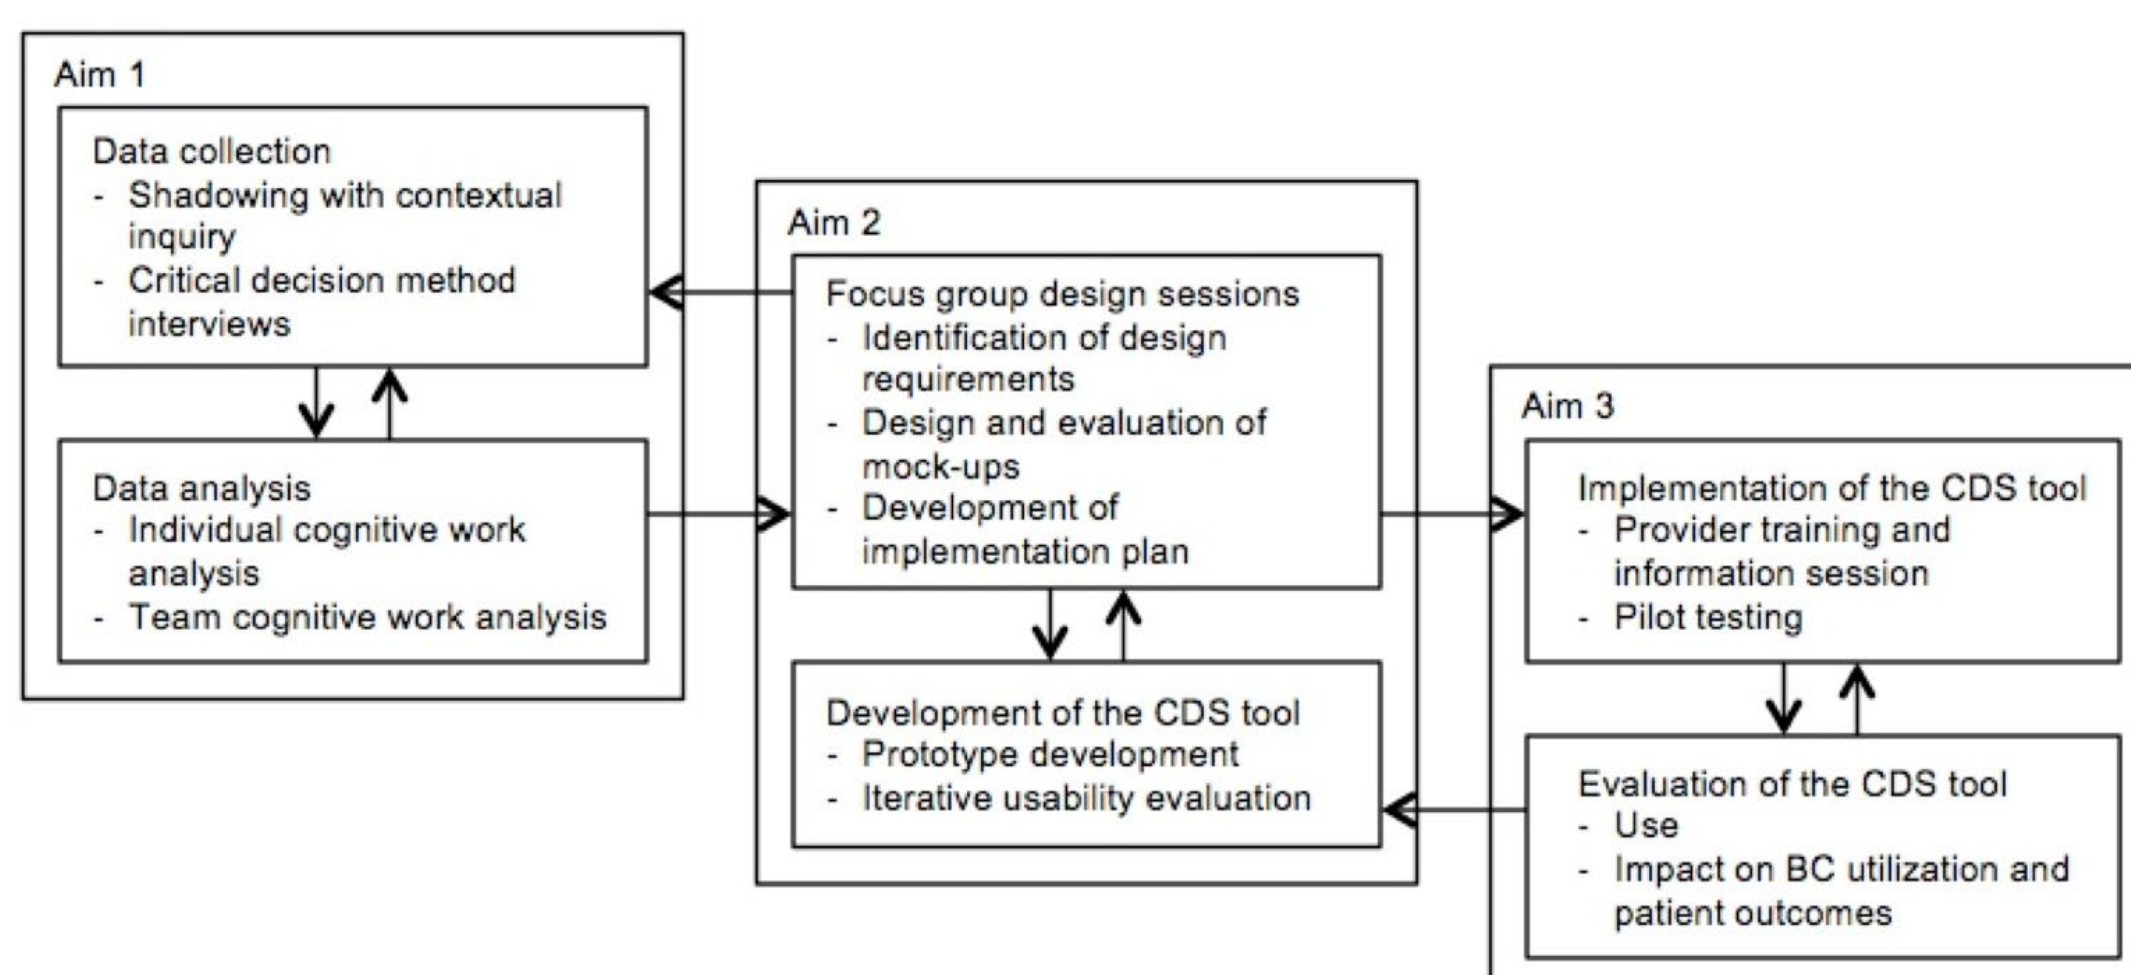 Aim 1
Data collection
- Shadowing with contextual
inquiry
- Critical decision method
interviews
Data analysis
- Individual cognitive work
analysis
- Team cognitive work analysis
Aim 2
Focus group design sessions
- Identification of design
requirements
- Design and evaluation of
mock-ups
- Development of
implementation plan
Development of the CDS tool
- Prototype development
- Iterative usability evaluation
Aim 3
Implementation of the CDS tool
- Provider training and
information session
- Pilot testing
Evaluation of the CDS tool
- Use
- Impact on BC utilization and
patient outcomes